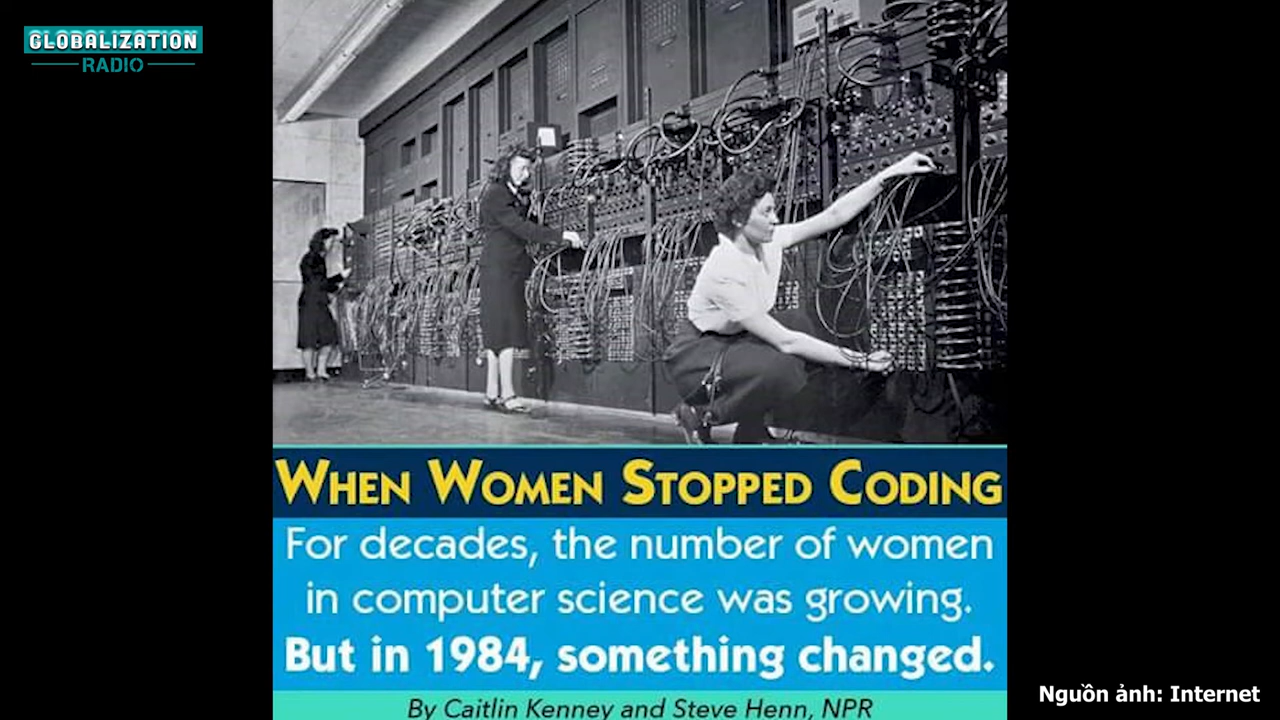 GLOBALIZATION
RADIO
WHEN WOMEN STOPPED CODING
For decades, the number of women
in computer science was growing.
But in 1984, something changed.
By Caitlin Kenney and Steve Henn, NPR
Nguồn ảnh: Internet